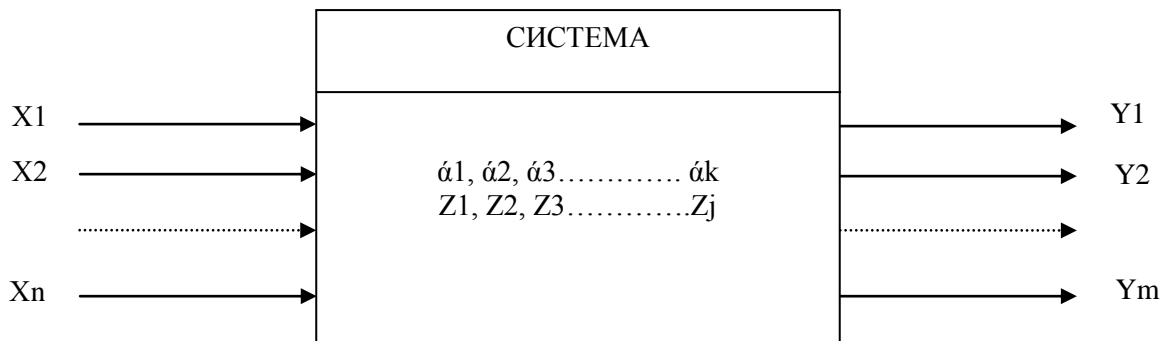 СИСТЕМА
X1
Y1
X2
ά1, ά2, ά3…………. άk
Y2
Z1, Z2, Z3………….Zj
Xn
Ym